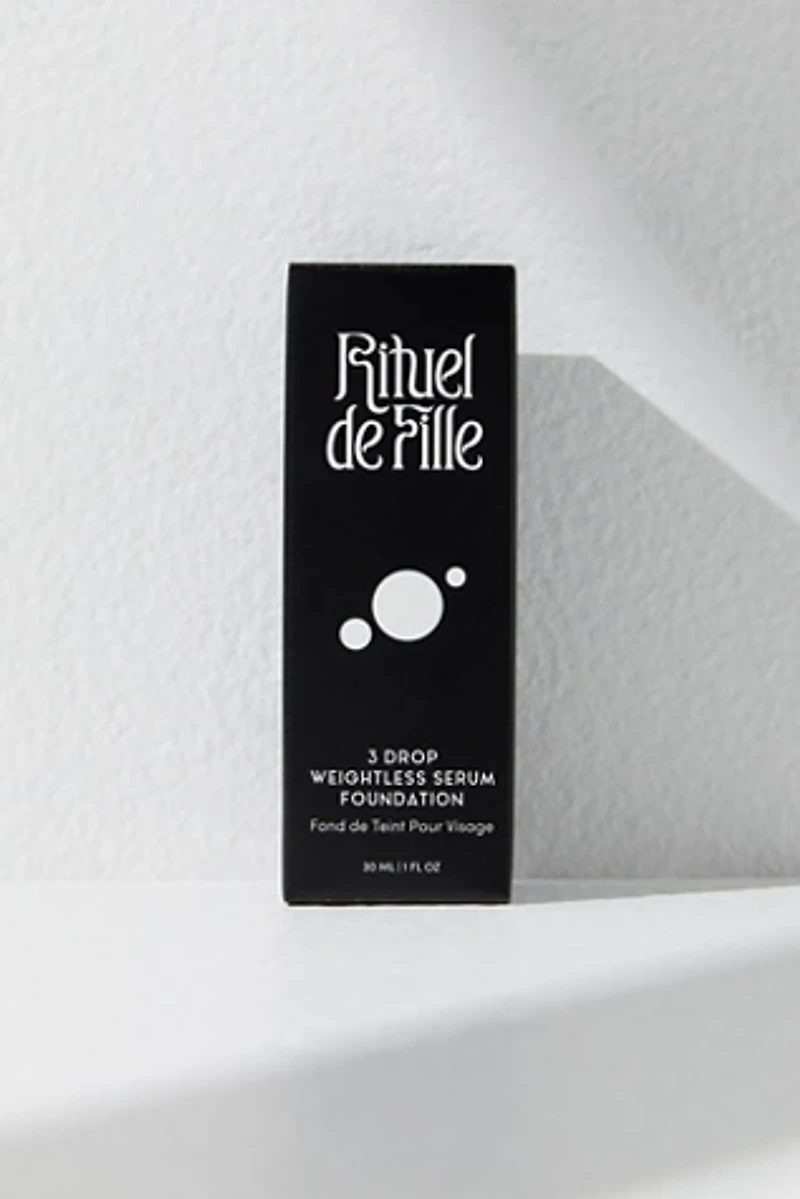 Rituel
de Fille
3 DROP
WEIGHTLESS SERUM
FOUNDATION
Fond de Teint Pour Visage
30 ML | 1 FL OZ